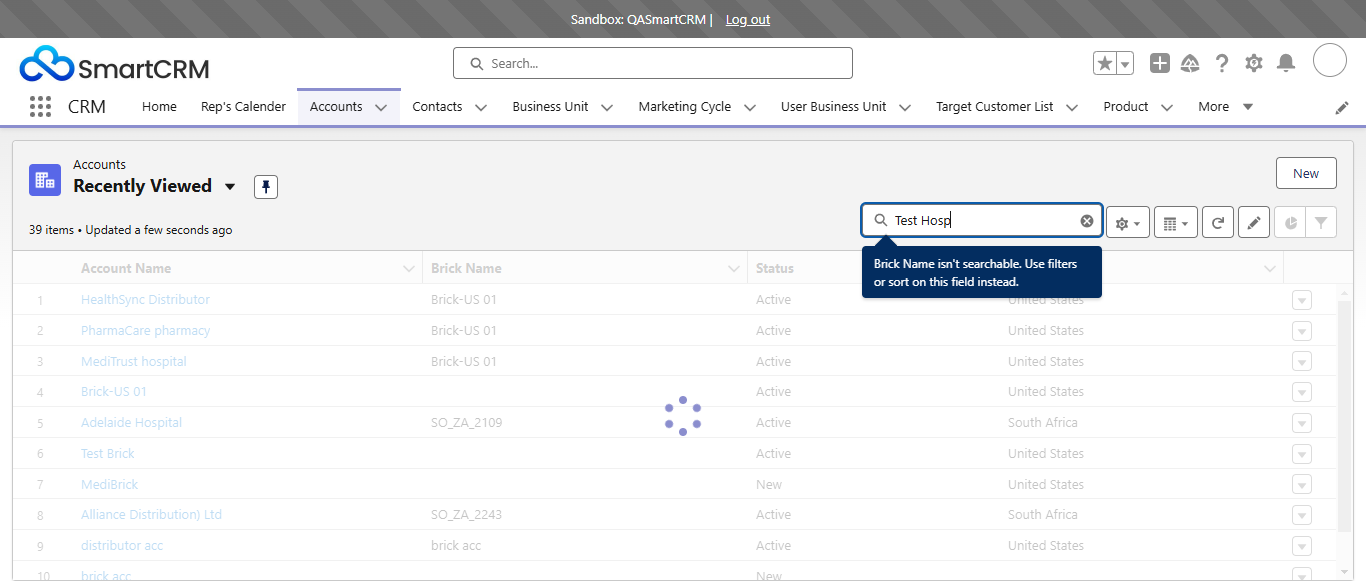 Sandbox: QASmartCRM | Log out
SmartCRM
Search...
CRM Home Rep's Calender Accounts Contacts Business Unit Marketing Cycle User Business Unit Target Customer List Product More
Accounts
Recently Viewed
New
39 items • Updated a few seconds ago
Test Hosp
Brick Name isn't searchable. Use filters
or sort on this field instead.
Account Name Brick Name Status
1 HealthSync Distributor Brick-US 01 Active United States
2 PharmaCare pharmacy Brick-US 01 Active United States
3 MediTrust hospital Brick-US 01 Active United States
4 Brick-US 01 Active United States
5 Adelaide Hospital SO_ZA_2109 Active South Africa
6 Test Brick Active United States
7 MediBrick New United States
8 Alliance Distribution) Ltd SO_ZA_2243 Active South Africa
9 distributor acc brick acc Active United States
10 brick acc New